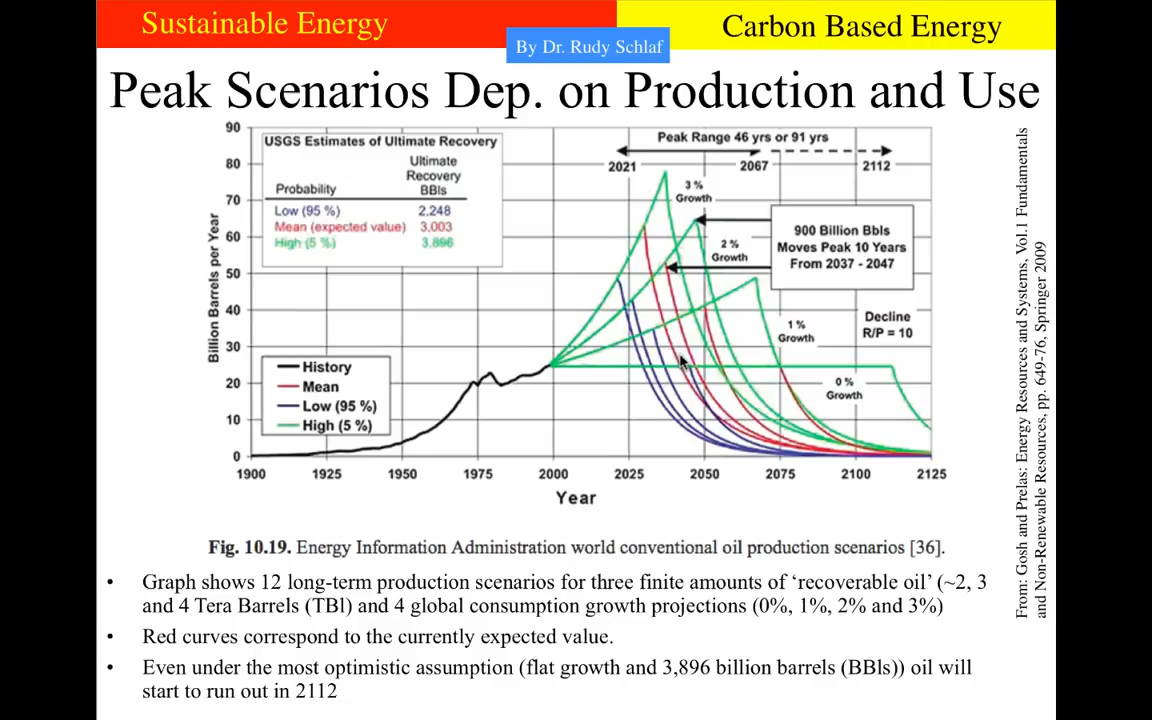 Sustainable Energy
Carbon Based Energy
By Dr. Rudy Schlaf
Peak Scenarios Dep. on Production and Use
90
80
70
60
50
40
30
20
10
0
Billion Barrels per Year
USGS Estimates of Ultimate Recovery
Ultimate
Recovery
Probability BBls
Low (95 %) 2,248
Mean (expected value) 3,003
High (5 %) 3,896
Peak Range 46 yrs or 91 yrs
2021 2067 2112
3 %
Growth
2 %
Growth
900 Billion Bbls
Moves Peak 10 Years
From 2037 - 2047
1 %
Growth
Decline
R/P = 10
0 %
Growth
History
Mean
Low (95 %)
High (5 %)
1900 1925 1950 1975 2000 2025 2050 2075 2100 2125
Year
Fig. 10.19. Energy Information Administration world conventional oil production scenarios [36].
• Graph shows 12 long-term production scenarios for three finite amounts of ‘recoverable oil’ (~2, 3
and 4 Tera Barrels (TBl) and 4 global consumption growth projections (0%, 1%, 2% and 3%)
• Red curves correspond to the currently expected value.
• Even under the most optimistic assumption (flat growth and 3,896 billion barrels (BBls)) oil will
start to run out in 2112
From: Gosh and Prelas: Energy Resources and Systems, Vol.1 Fundamentals
and Non-Renewable Resources, pp. 649-76, Springer 2009